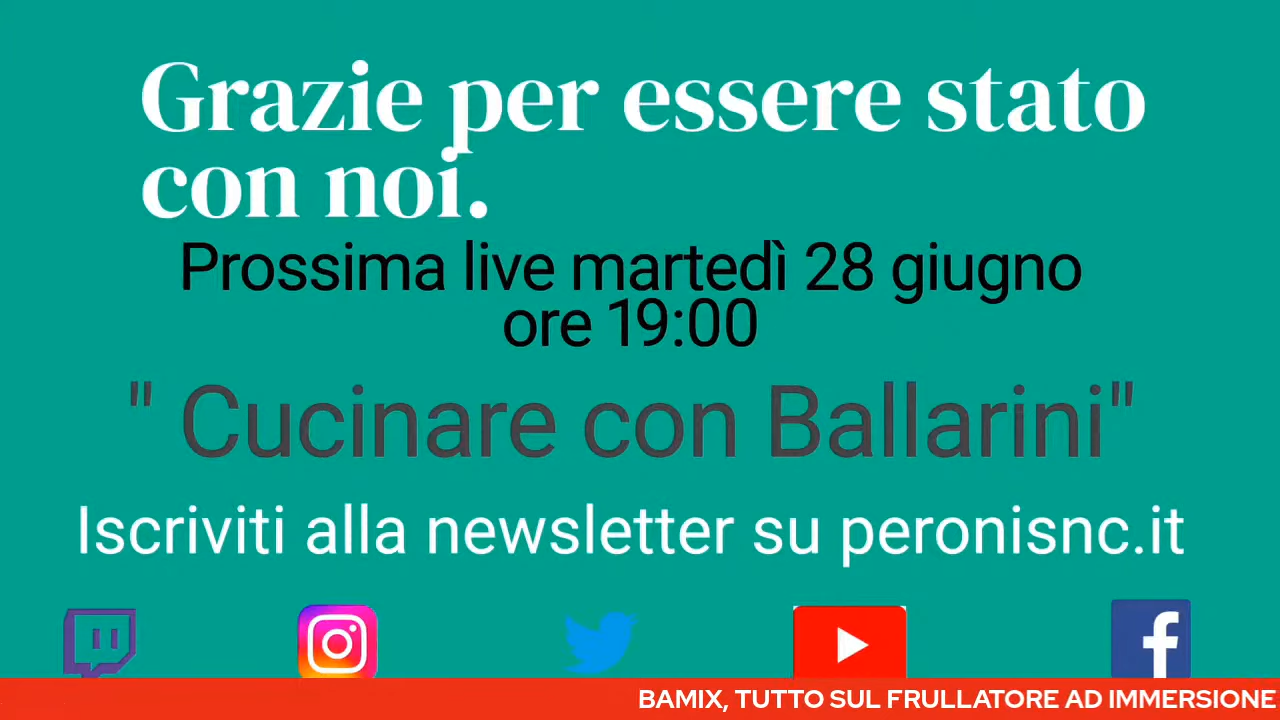 Grazie per essere stato
con noi.
Prossima live martedì 28 giugno
ore 19:00
" Cucinare con Ballarini"
Iscriviti alla newsletter su peronisnc.it
BAMIX, TUTTO SUL FRULLATORE AD IMMERSIONE